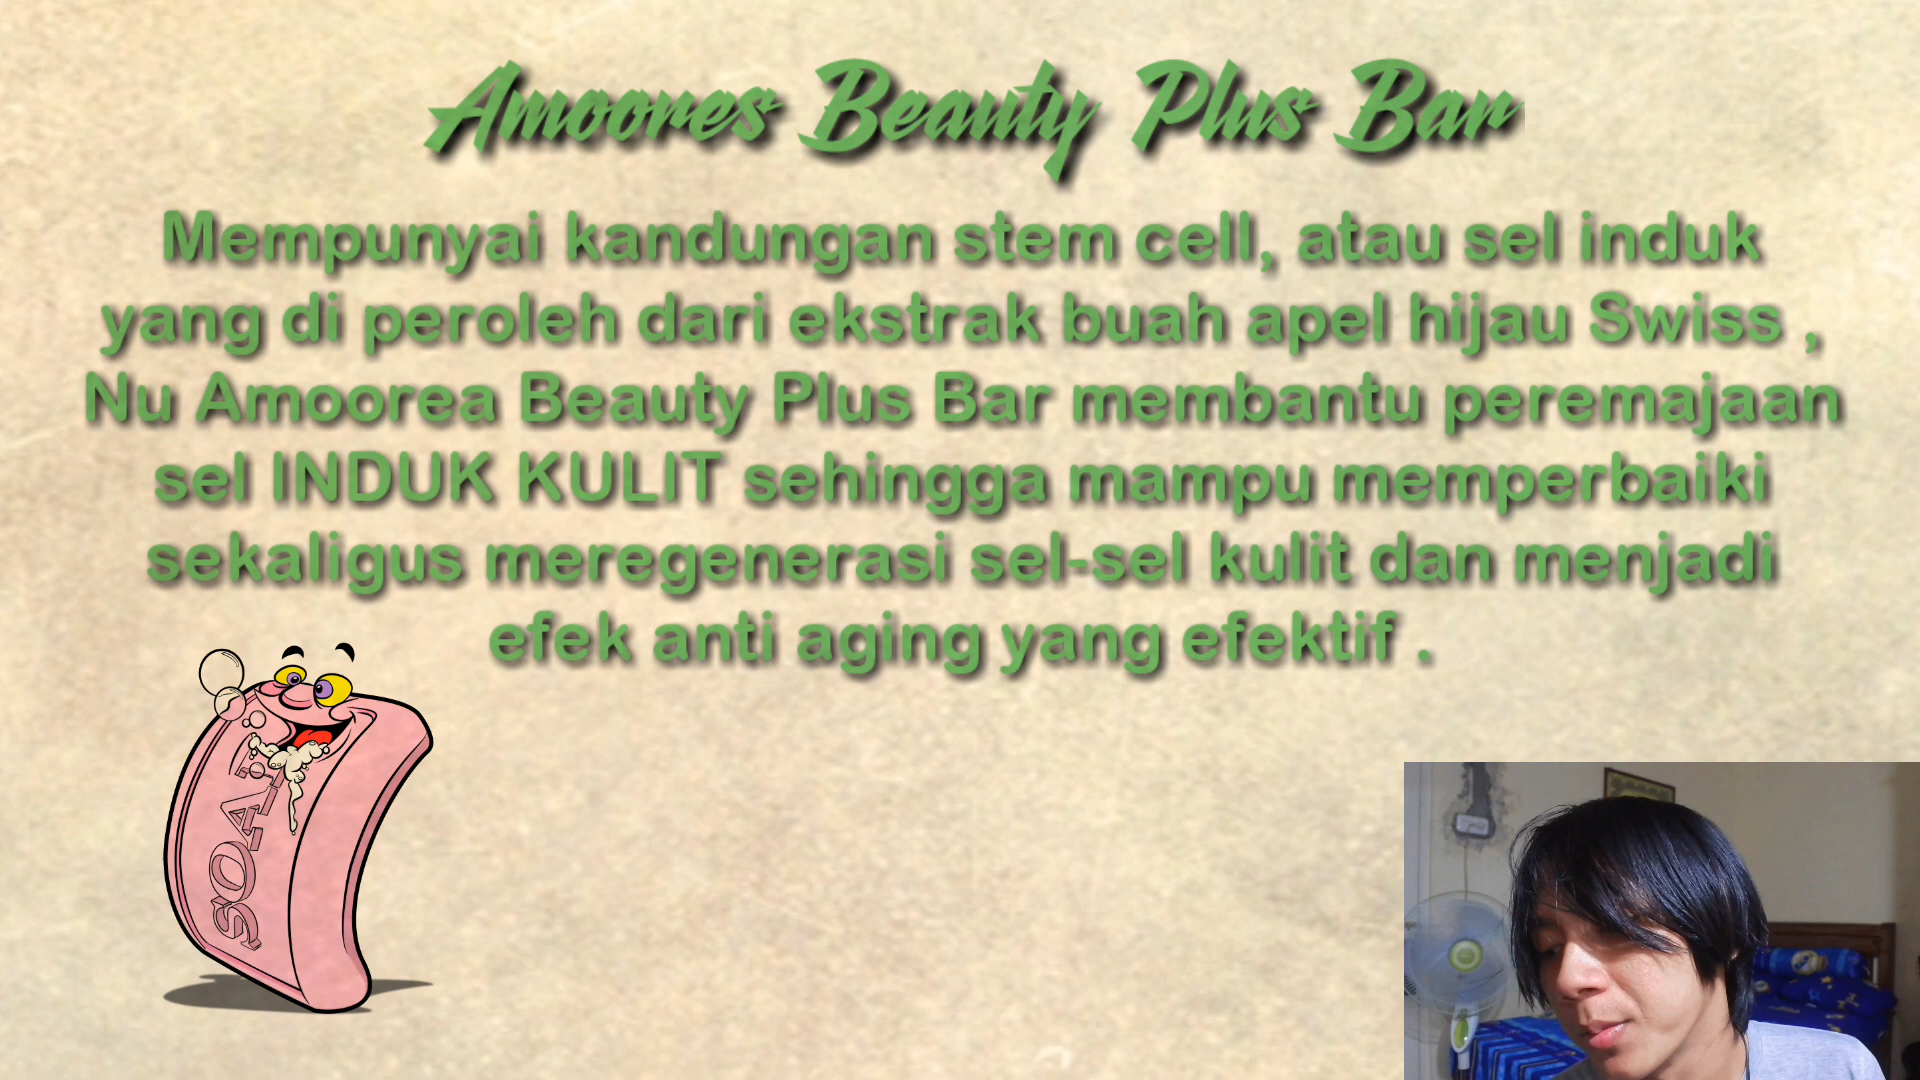 Amoores Beauty Plus Bar
Mempunyai kandungan stem cell, atau sel induk
yang di peroleh dari ekstrak buah apel hijau Swiss ,
Nu Amoorea Beauty Plus Bar membantu peremajaan
sel INDUK KULIT sehingga mampu memperbaiki
sekaligus meregenerasi sel-sel kulit dan menjadi
efek anti aging yang efektif .
SOAP